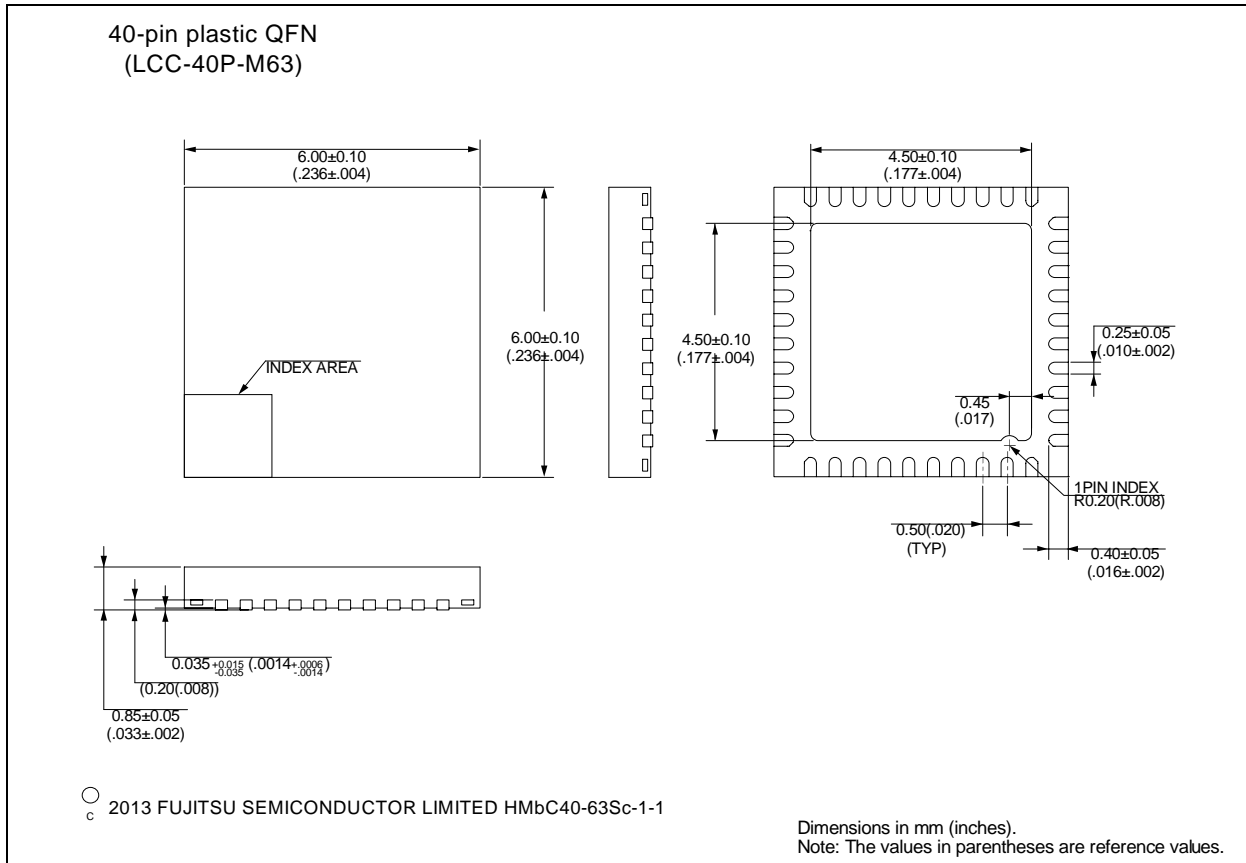 40-pin plastic QFN
(LCC-40P-M63)
6.00±0.10
(.236±.004)
4.50±0.10
(.177±.004)
6.00±0.10
(.236±.004)
4.50±0.10
(.177±.004)
0.25±0.05
(.010±.002)
INDEX AREA
0.45
(.017)
1PIN INDEX
R0.20(R.008)
0.50(.020)
(TYP)
0.40±0.05
(.016±.002)
0.035 +0.015 -0.035 (.0014 +.0006 -.0014 )
(0.20(.008))
0.85±0.05
(.033±.002)
c 2013 FUJITSU SEMICONDUCTOR LIMITED HMbC40-63Sc-1-1
Dimensions in mm (inches).
Note: The values in parentheses are reference values.